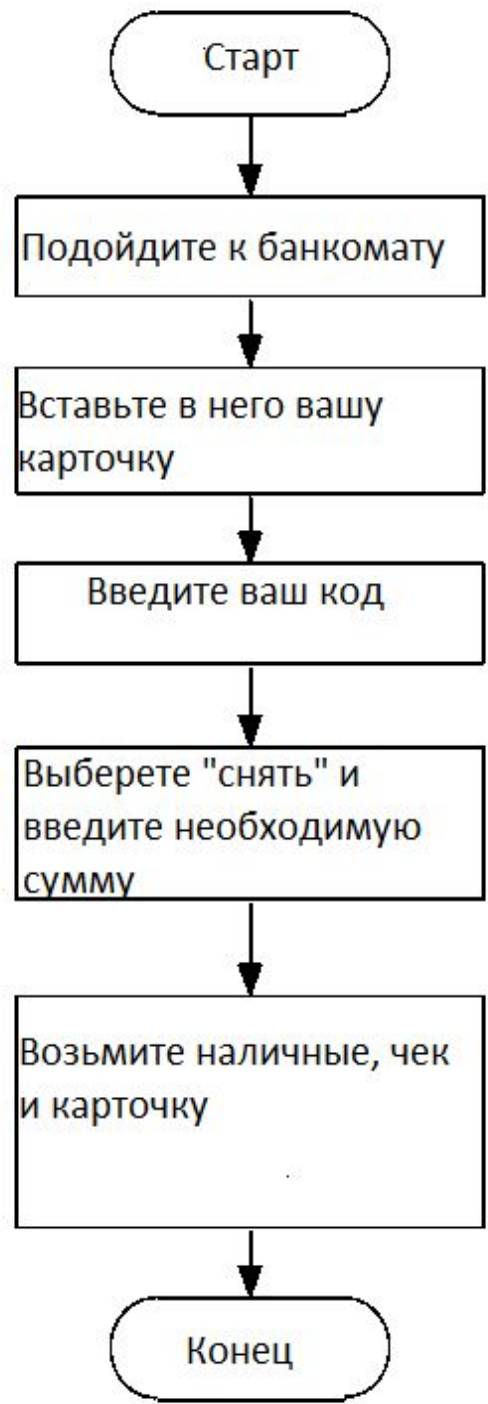 Старт
Подойдите к банкомату
Вставьте в него вашу
карточку
Введите ваш код
Выберете "снять" и
введите необходимую
сумму
Возьмите наличные, чек
и карточку
Конец